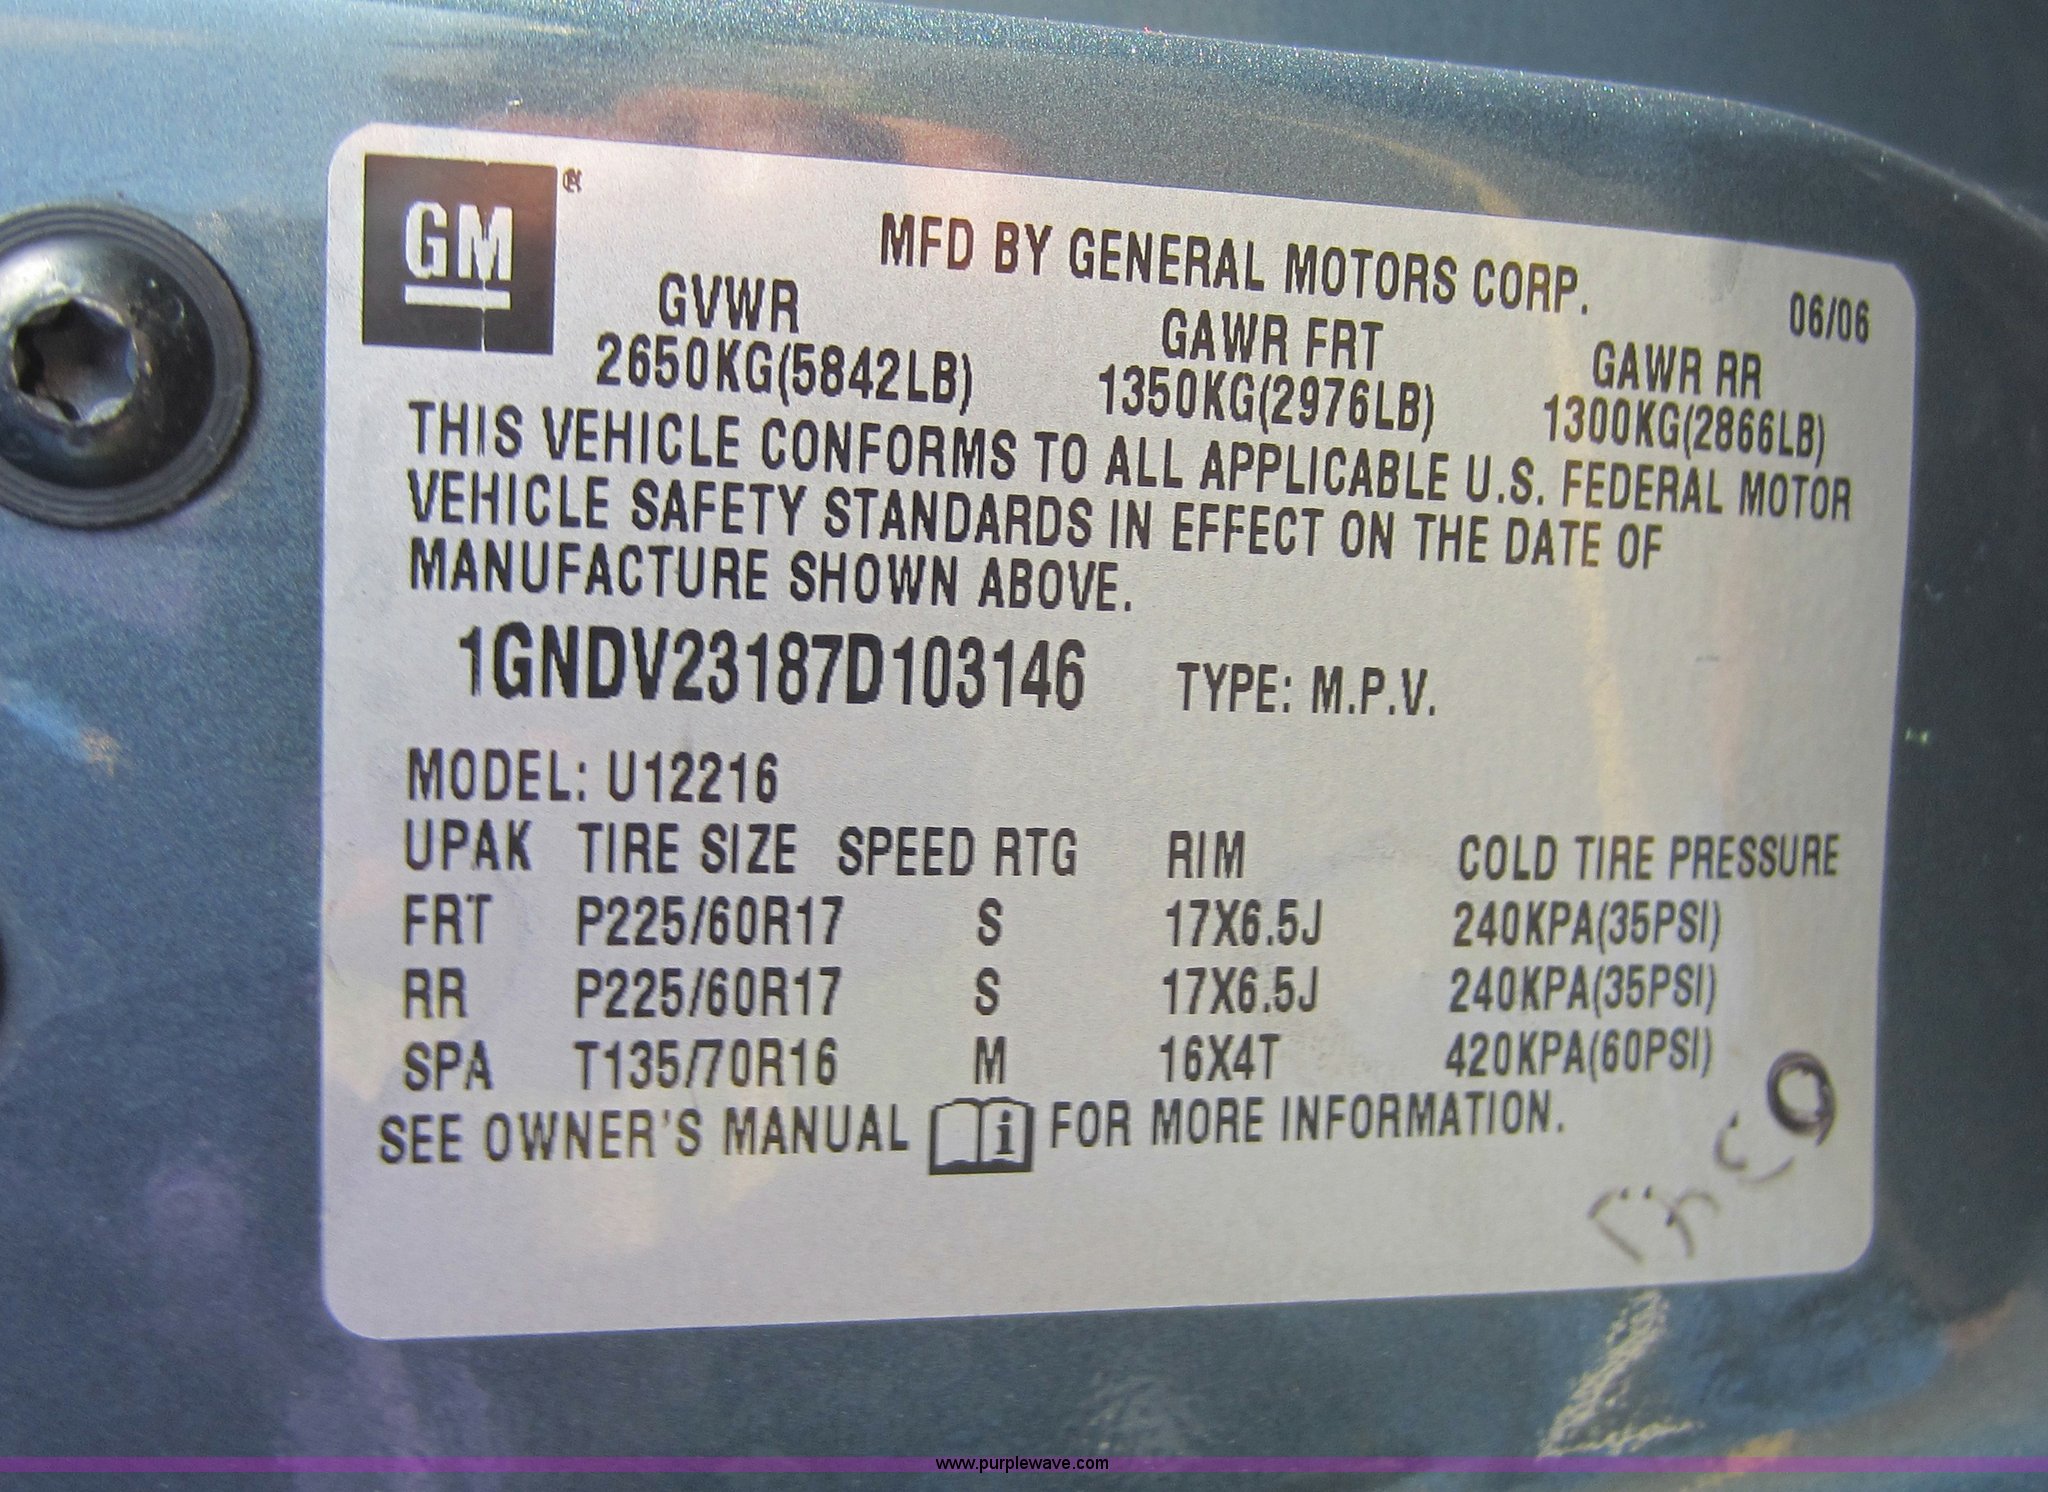 GM®
MFD BY GENERAL MOTORS CORP.
06/06
GVWR GAWR FRT GAWR RR
2650KG(5842LB) 1350KG(2976LB) 1300KG(2866LB)
THIS VEHICLE CONFORMS TO ALL APPLICABLE U.S. FEDERAL MOTOR
VEHICLE SAFETY STANDARDS IN EFFECT ON THE DATE OF
MANUFACTURE SHOWN ABOVE.
1GNDV23187D103146 TYPE: M.P.V.
MODEL: U12216
UPAK TIRE SIZE SPEED RTG RIM COLD TIRE PRESSURE
FRT P225/60R17 S 17X6.5J 240KPA(35PSI)
RR P225/60R17 S 17X6.5J 240KPA(35PSI)
SPA T135/70R16 M 16X4T 420KPA(60PSI)
SEE OWNER'S MANUAL i FOR MORE INFORMATION.
www.purplewave.com